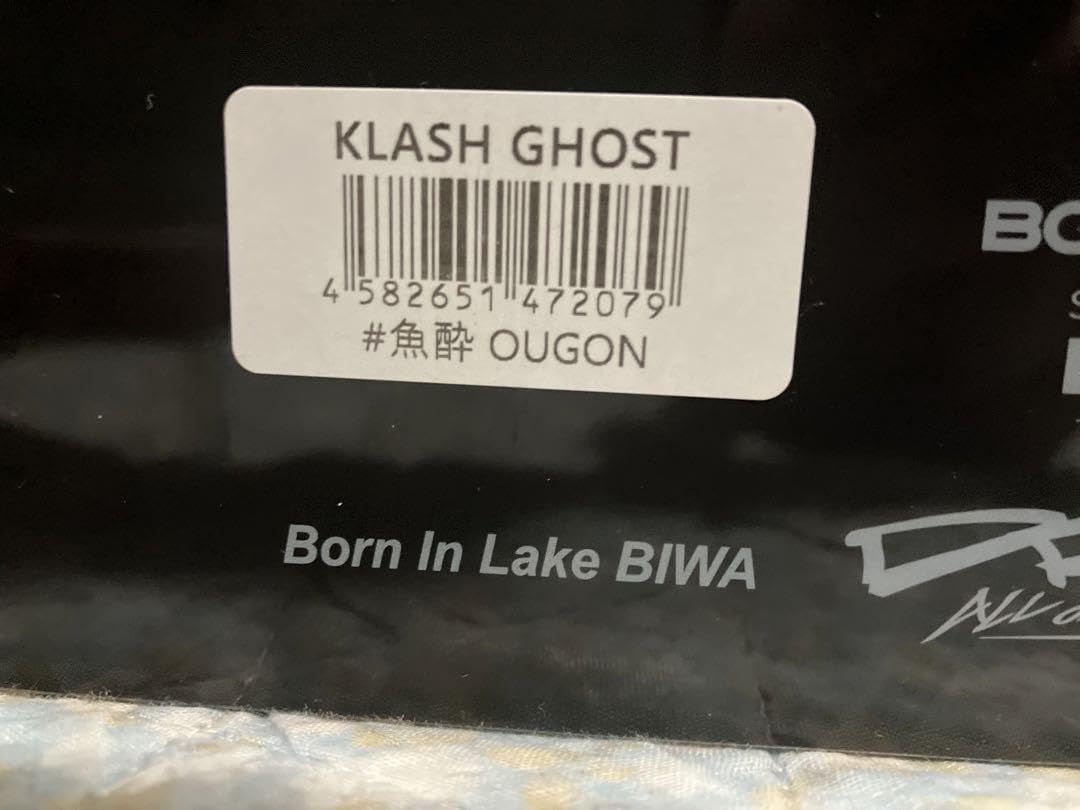 KLASH GHOST
4 582651 472079
#魚酔 OUGON
Born In Lake BIWA